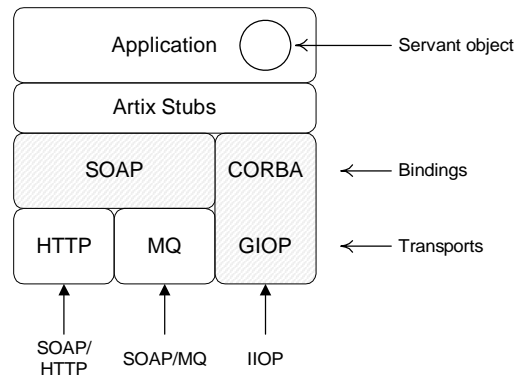 Application
Servant object
Artix Stubs
SOAP
CORBA
Bindings
HTTP
MQ
GIOP
Transports
SOAP/
HTTP
SOAP/MQ
IIOP